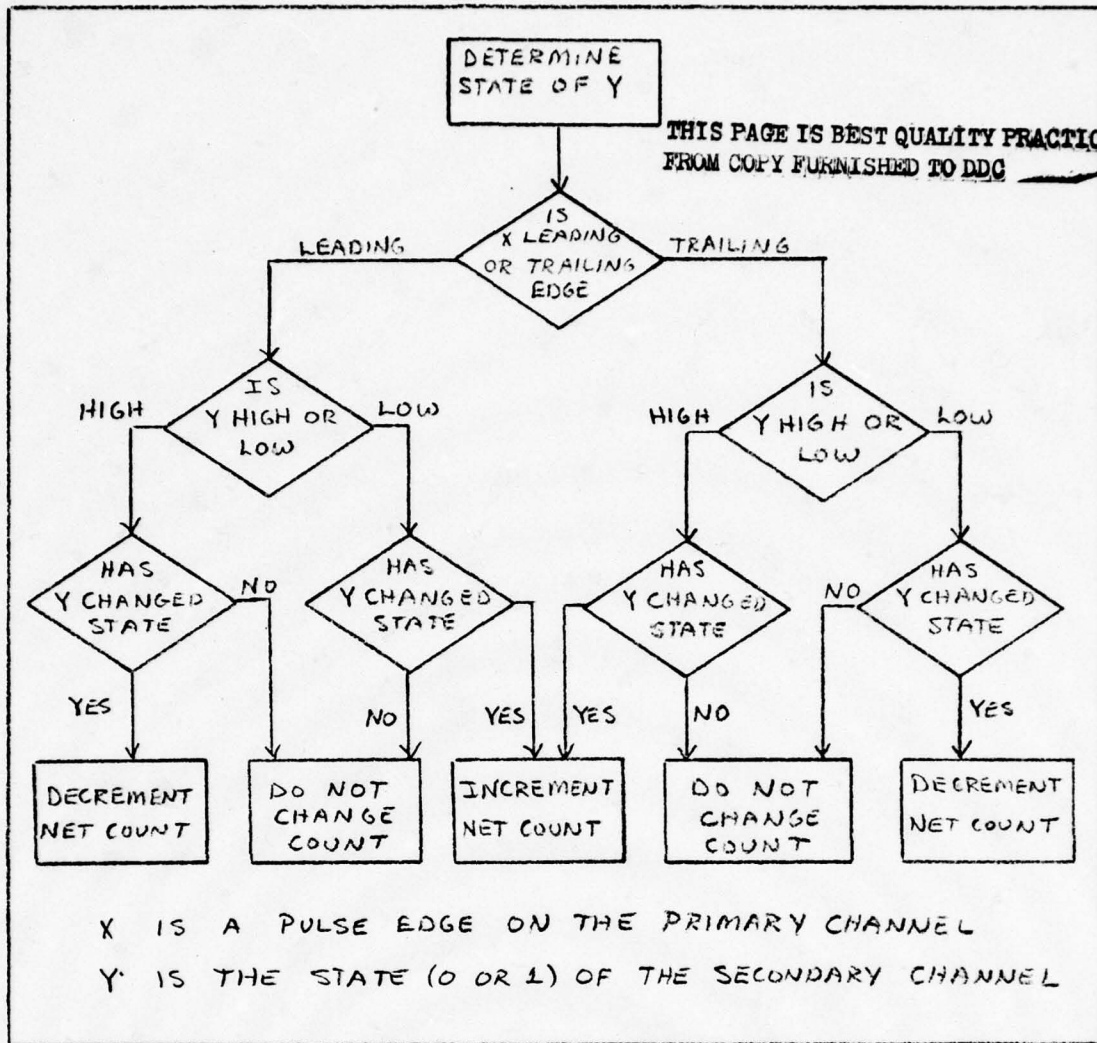 DETERMINE
STATE OF Y
THIS PAGE IS BEST QUALITY
FROM COPY FURNISHED TO DDC
IS
X LEADING
OR TRAILING
EDGE
LEADING
TRAILING
IS
Y HIGH OR
LOW
HIGH
LOW
IS
Y HIGH OR
LOW
HIGH
LOW
HAS
Y CHANGED
STATE
NO
HAS
Y CHANGED
STATE
HAS
Y CHANGED
STATE
NO
HAS
Y CHANGED
STATE
YES
NO
YES
YES
NO
YES
DECREMENT
NET COUNT
DO NOT
CHANGE
COUNT
INCREMENT
NET COUNT
DO NOT
CHANGE
COUNT
DECREMENT
NET COUNT
X IS A PULSE EDGE ON THE PRIMARY CHANNEL
Y IS THE STATE (0 OR 1) OF THE SECONDARY CHANNEL